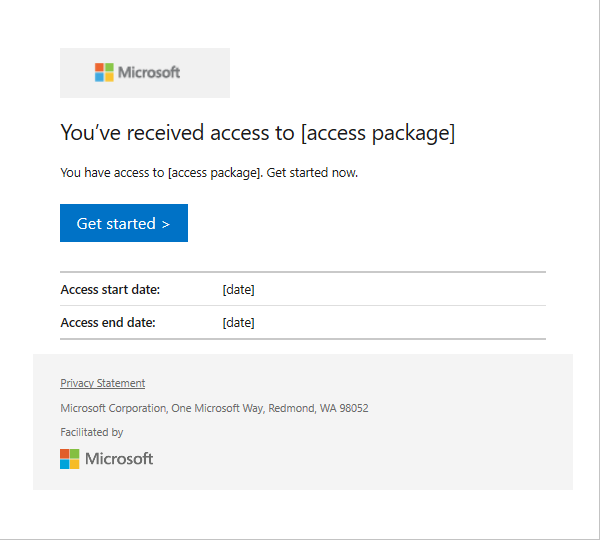 Microsoft
You’ve received access to [access package]
You have access to [access package]. Get started now.
Get started >
Access start date: [date]
Access end date: [date]
Privacy Statement
Microsoft Corporation, One Microsoft Way, Redmond, WA 98052
Facilitated by
Microsoft